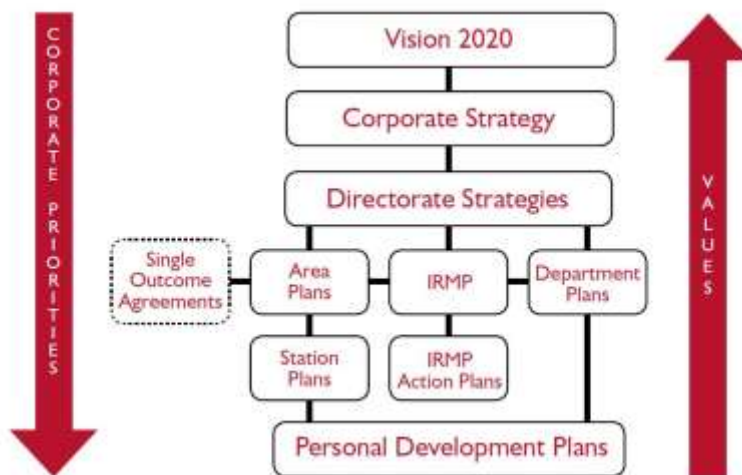 CORPORATE PRIORITIES
Vision 2020
Corporate Strategy
Directorate Strategies
Single
Outcome
Agreements
Area
Plans
IRMP
Department
Plans
Station
Plans
IRMP
Action Plans
Personal Development Plans
VALUES